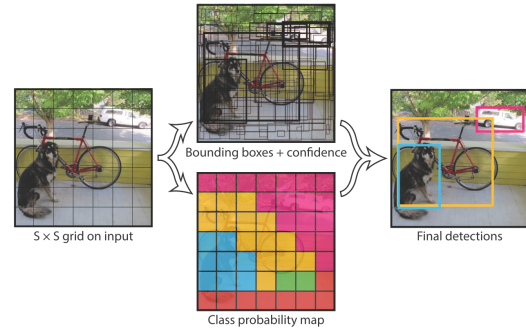 Bounding boxes + confidence
S × S grid on input
Final detections
Class probability map